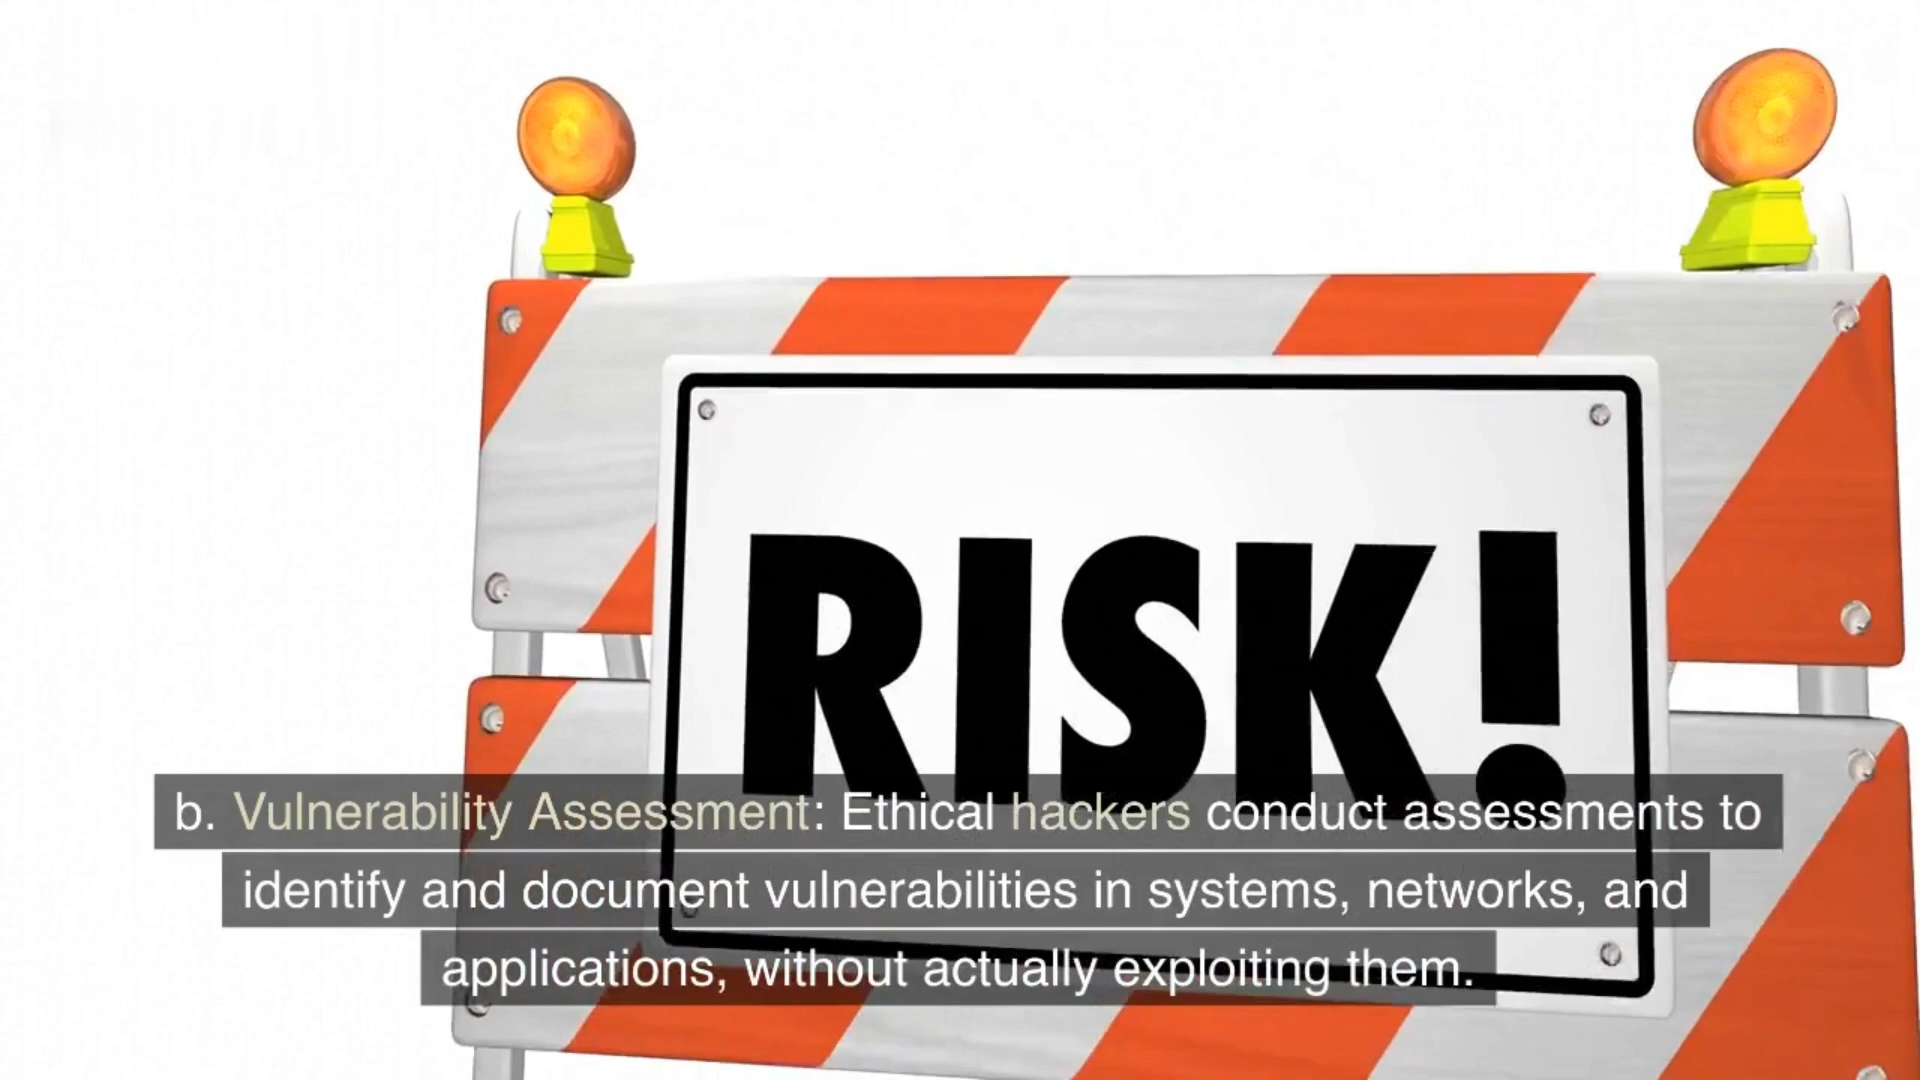 RISK!
b. Vulnerability Assessment: Ethical hackers conduct assessments to
identify and document vulnerabilities in systems, networks, and
applications, without actually exploiting them.